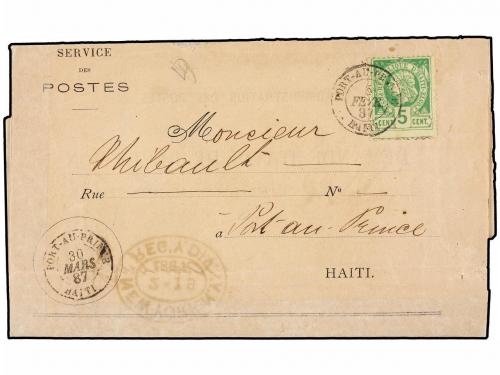 SERVICE
DES
POSTES
PORT-AU-PRINCE
FEVR
87
HAITI
5
CENT. CENT.
Monsieur
Thibault
Rue N°
à Port-au-Prince
HAITI.
PORT-AU-PRINCE
30
MARS
87
HAITI